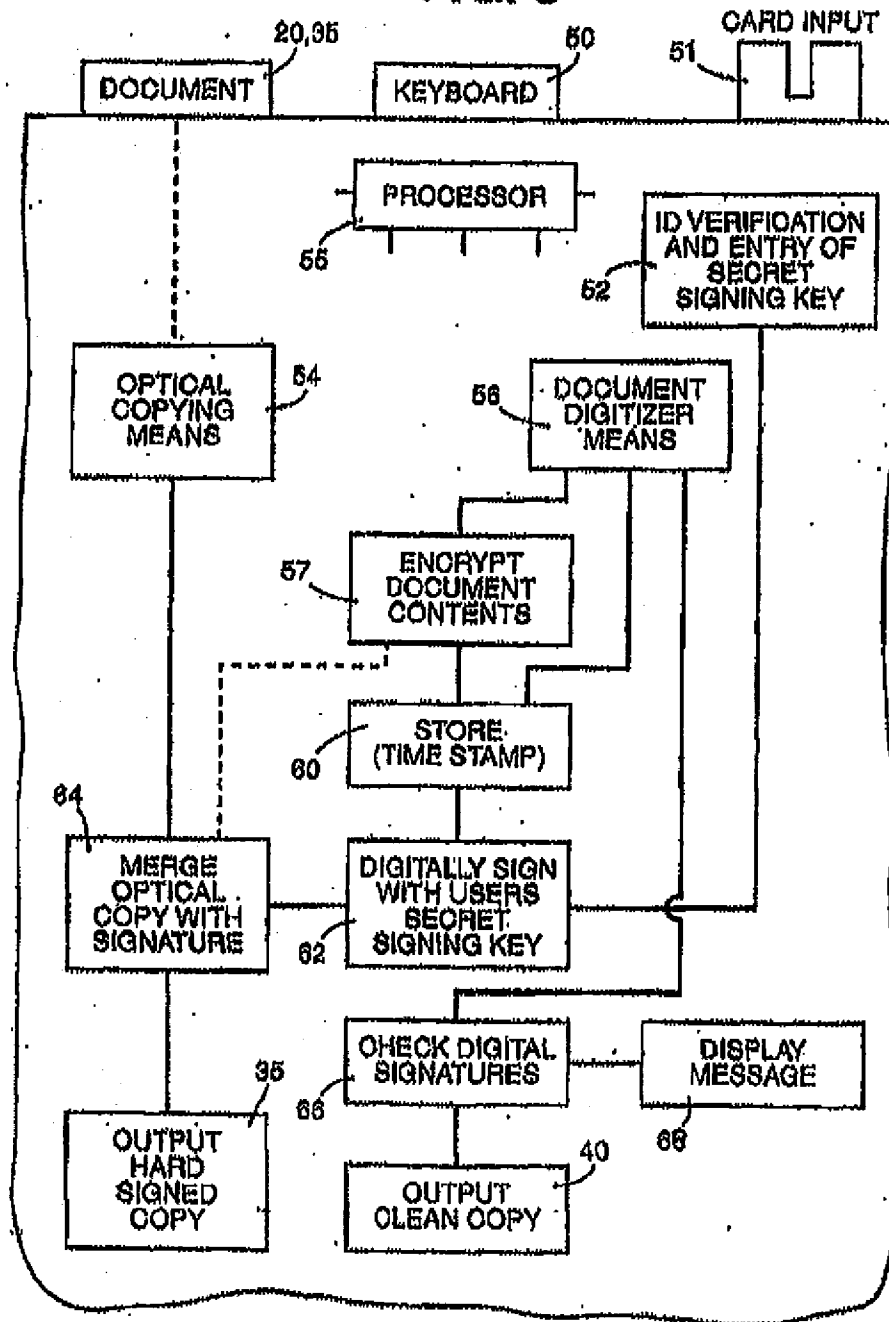 CARD INPUT
20,35
50
51
DOCUMENT
KEYBOARD
PROCESSOR
55
ID VERIFICATION
AND ENTRY OF
SECRET
SIGNING KEY
52
OPTICAL
COPYING
MEANS
64
56
DOCUMENT
DIGITIZER
MEANS
57
ENCRYPT
DOCUMENT
CONTENTS
STORE
(TIME STAMP)
60
64
MERGE
OPTICAL
COPY WITH
SIGNATURE
DIGITALLY SIGN
WITH USERS
SECRET
SIGNING KEY
62
CHECK DIGITAL
SIGNATURES
66
DISPLAY
MESSAGE
35
OUTPUT
HARD
SIGNED
COPY
40
OUTPUT
CLEAN COPY